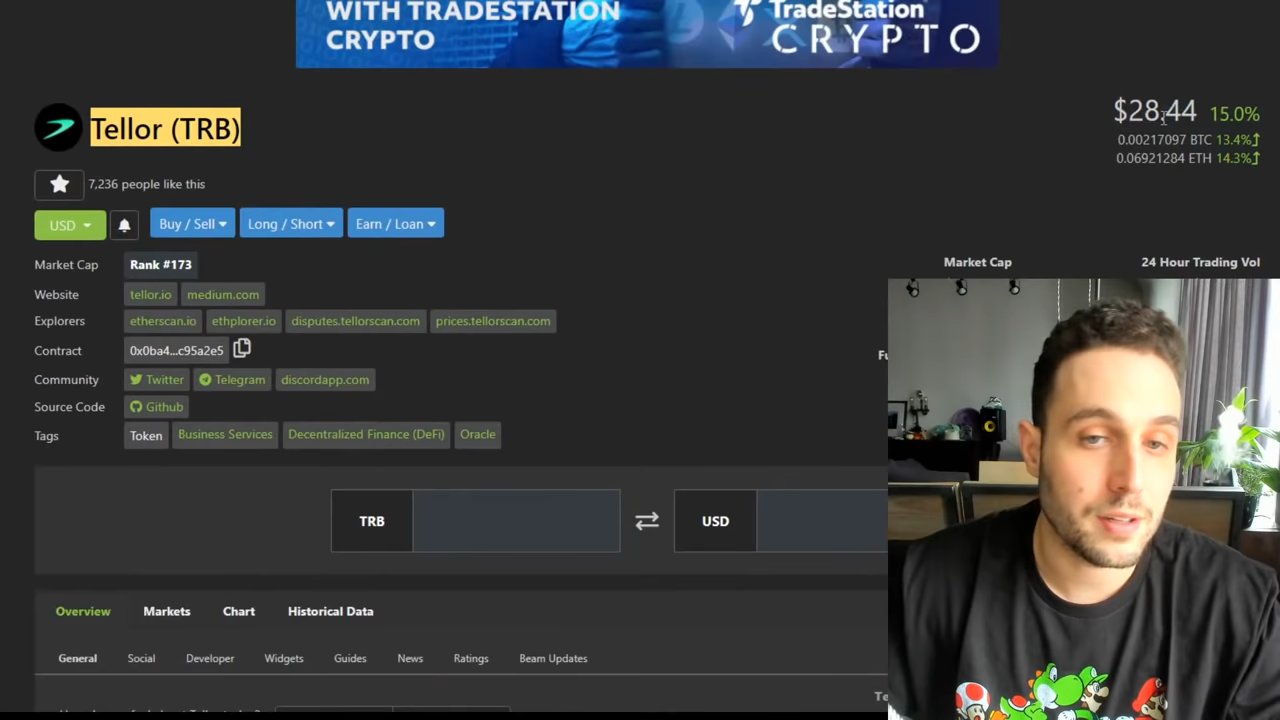 WITH TRADESTATION
CRYPTO
TradeStation
CRYPTO
Tellor (TRB)
$28.44 15.0%
0.00217097 BTC 13.4%
0.06921284 ETH 14.3%
7,236 people like this
USD
Buy / Sell
Long / Short
Earn / Loan
Market Cap Rank #173
Market Cap 24 Hour Trading Vol
Website tellor.io medium.com
Explorers etherscan.io ethplorer.io disputes.tellorscan.com prices.tellorscan.com
Contract 0x0ba4...c95a2e5
Community Twitter Telegram discordapp.com
Source Code Github
Tags Token Business Services Decentralized Finance (DeFi) Oracle
TRB USD
Overview Markets Chart Historical Data
General Social Developer Widgets Guides News Ratings Beam Updates